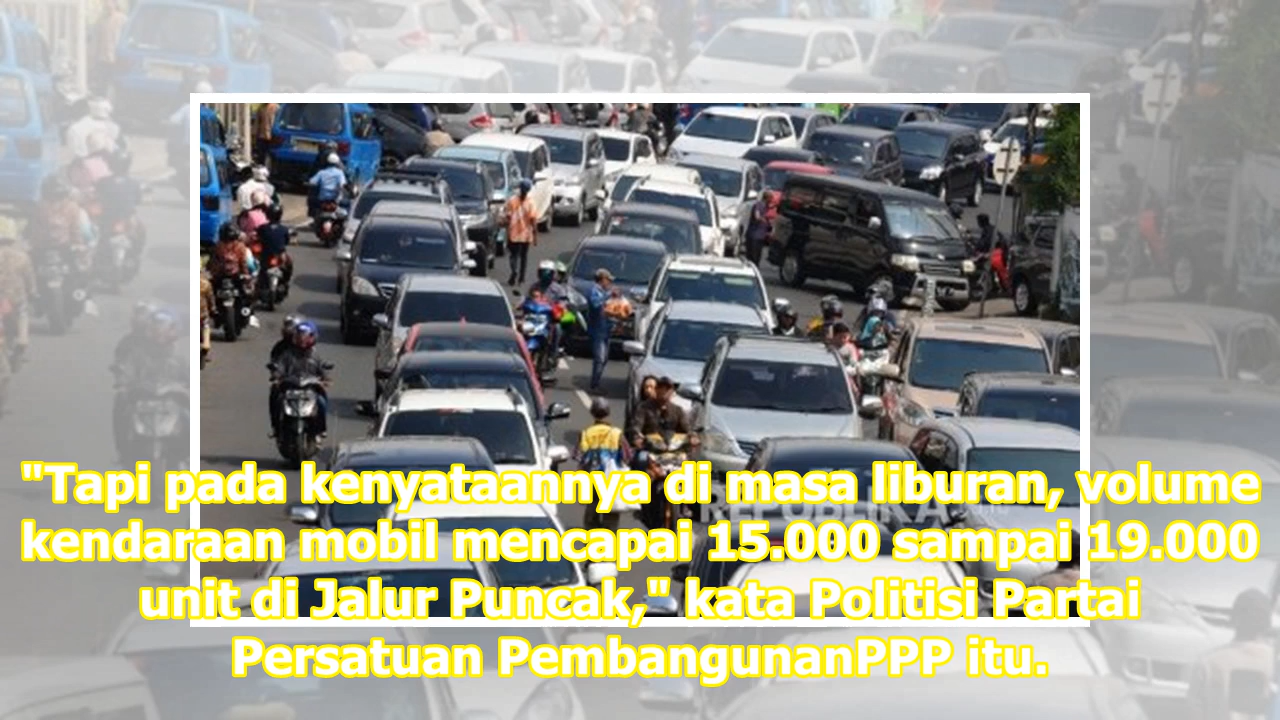 "Tapi pada kenyataannya di masa liburan, volume
kendaraan mobil mencapai 15.000 sampai 19.000
unit di Jalur Puncak," kata Politisi Partai
Persatuan PembangunanPPP itu.
REPUBLIKA